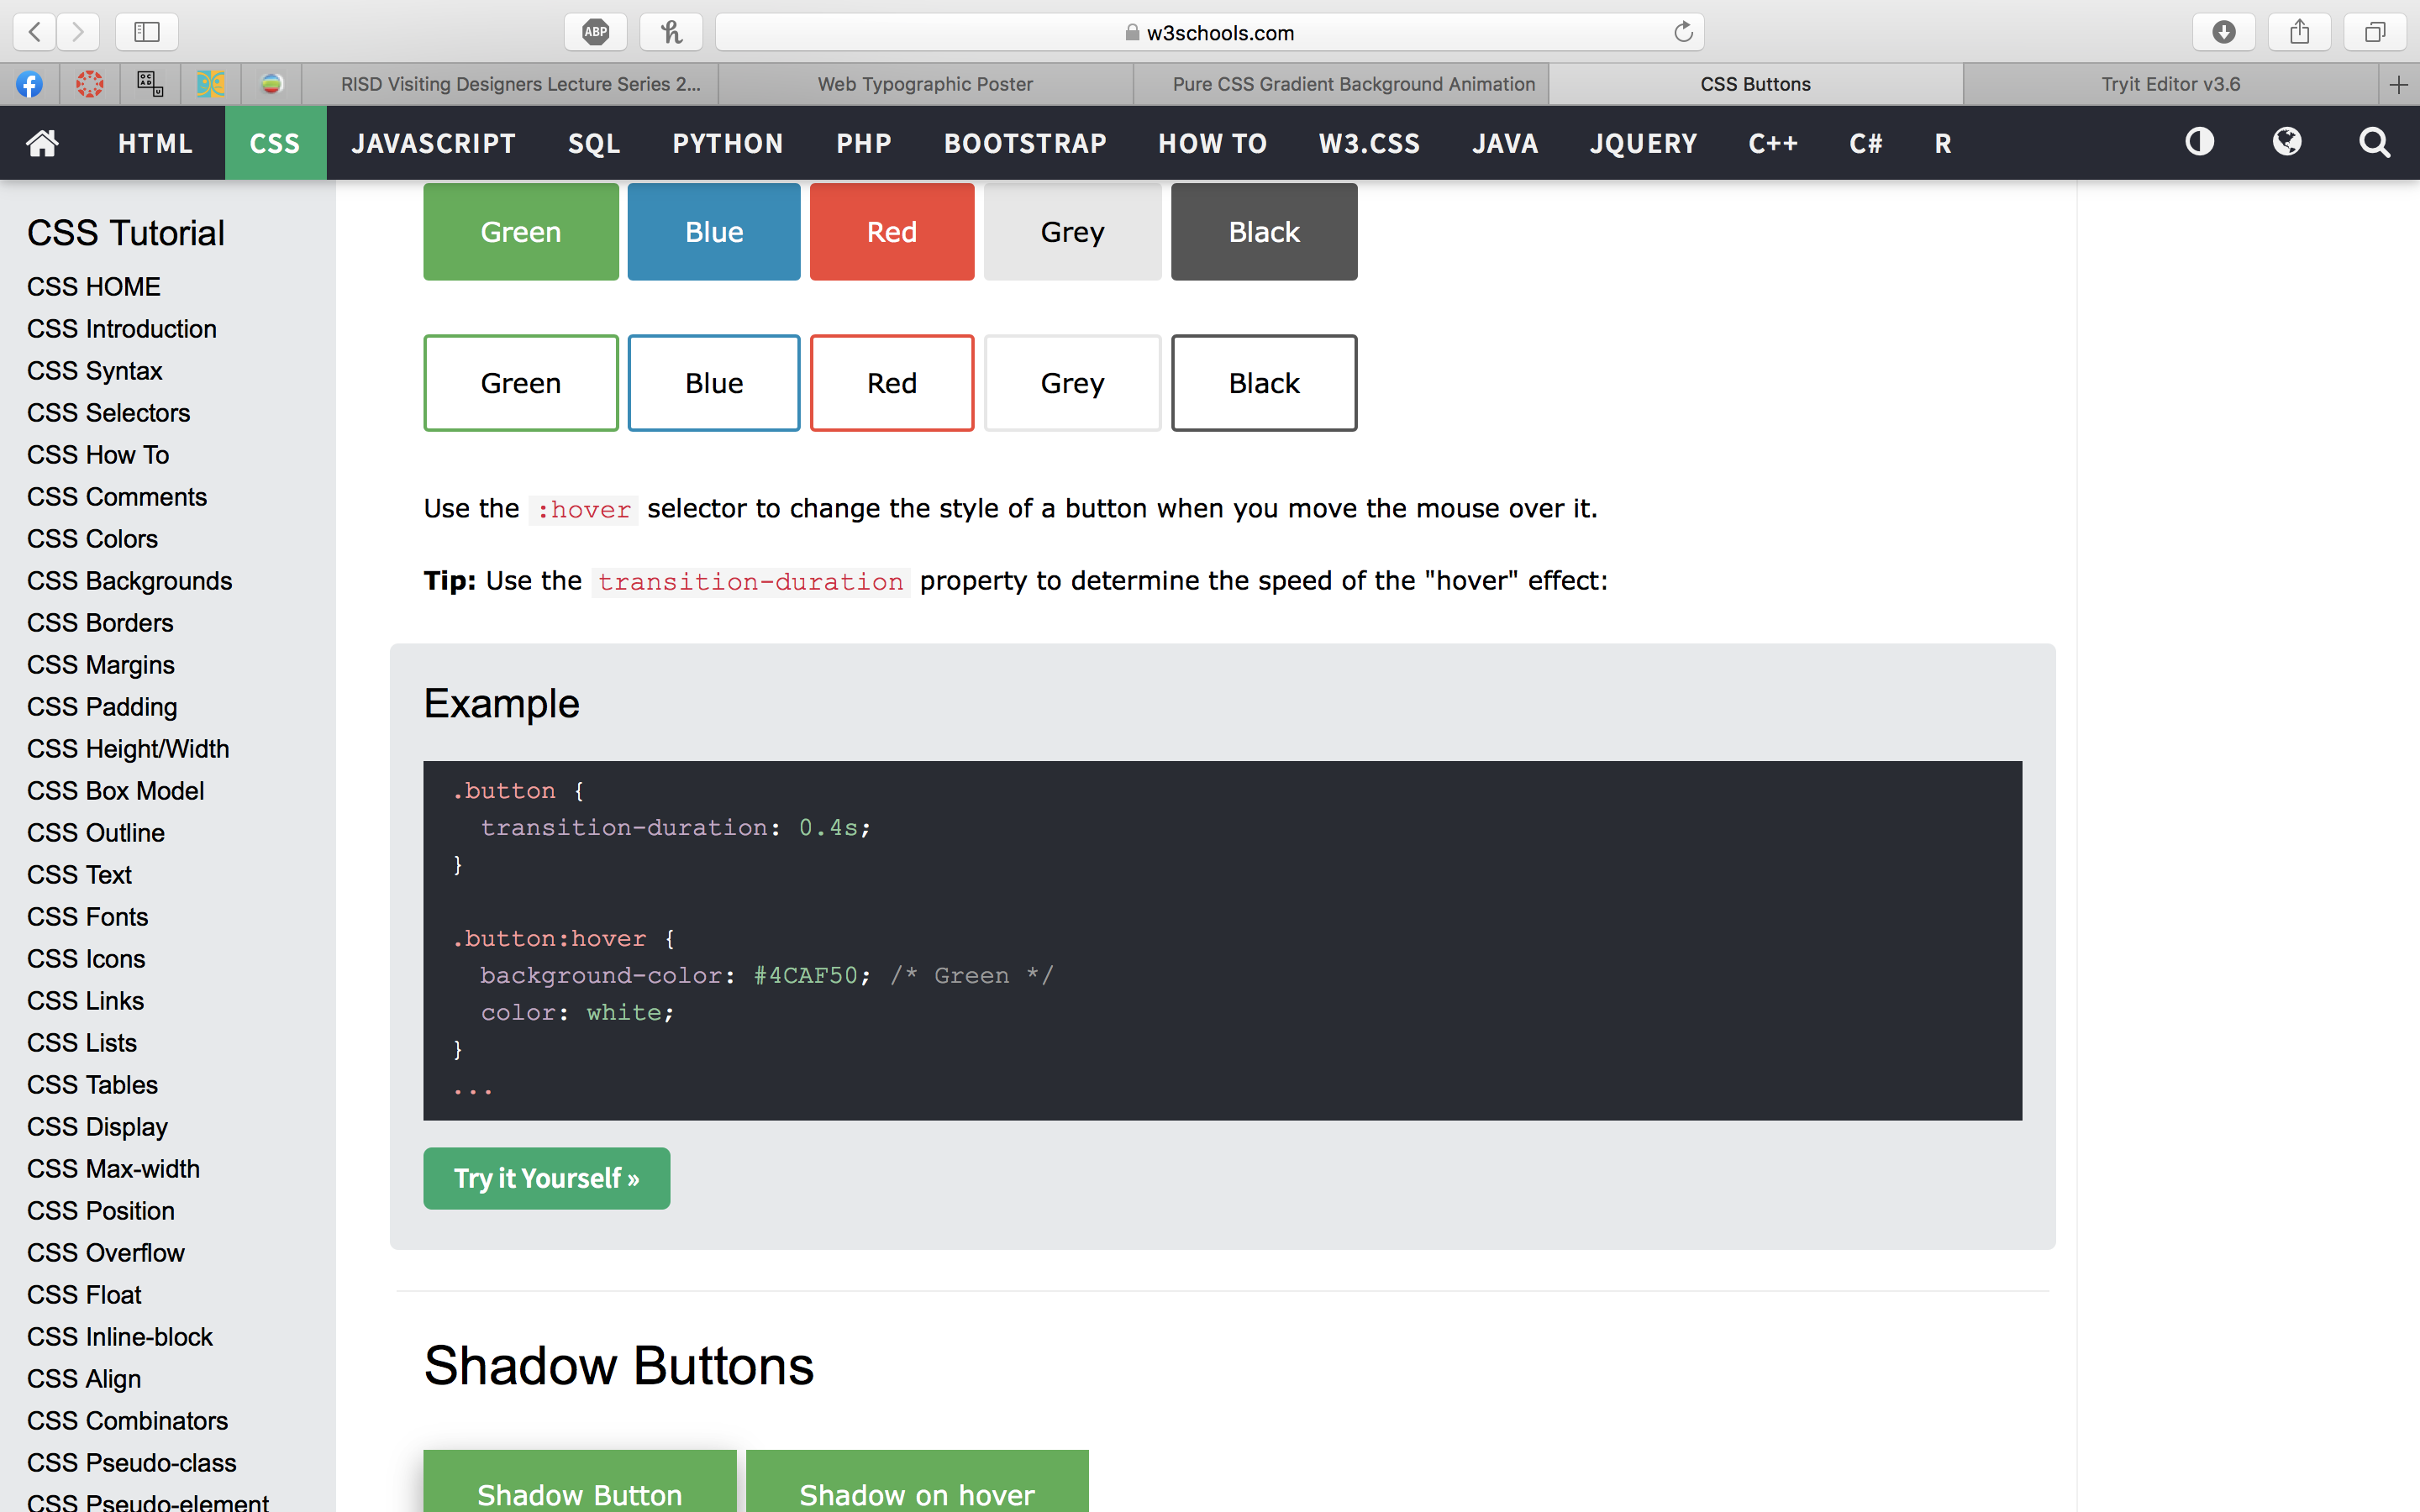 ABP
w3schools.com
RISD Visiting Designers Lecture Series 2...
Web Typographic Poster
Pure CSS Gradient Background Animation
CSS Buttons
Tryit Editor v3.6
HTML CSS JAVASCRIPT SQL PYTHON PHP BOOTSTRAP HOW TO W3.CSS JAVA JQUERY C++ C# R
CSS Tutorial
CSS HOME
CSS Introduction
CSS Syntax
CSS Selectors
CSS How To
CSS Comments
CSS Colors
CSS Backgrounds
CSS Borders
CSS Margins
CSS Padding
CSS Height/Width
CSS Box Model
CSS Outline
CSS Text
CSS Fonts
CSS Icons
CSS Links
CSS Lists
CSS Tables
CSS Display
CSS Max-width
CSS Position
CSS Overflow
CSS Float
CSS Inline-block
CSS Align
CSS Combinators
CSS Pseudo-class
CSS Pseudo-element
Green Blue Red Grey Black
Green Blue Red Grey Black
Use the :hover selector to change the style of a button when you move the mouse over it.
Tip: Use the transition-duration property to determine the speed of the "hover" effect:
Example
.button {
  transition-duration: 0.4s;
}
.button:hover {
  background-color: #4CAF50; /* Green */
  color: white;
}
...
Try it Yourself »
Shadow Buttons
Shadow Button Shadow on hover